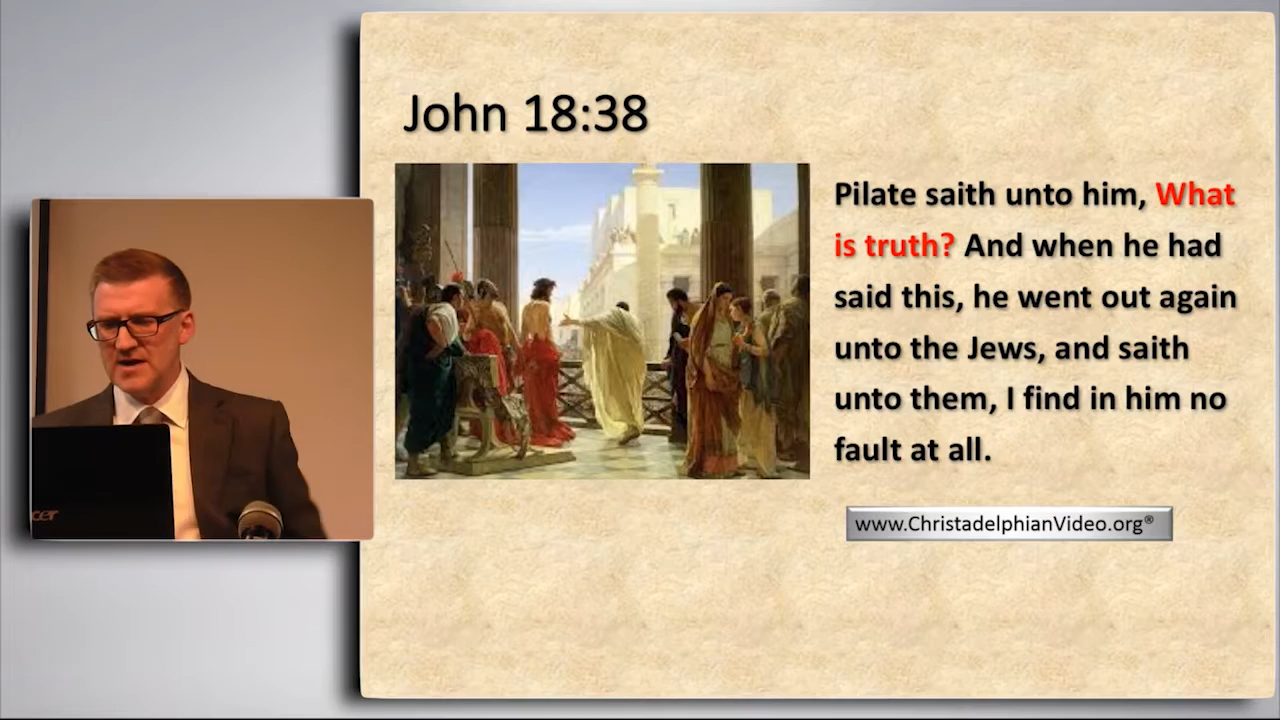 John 18:38
Pilate saith unto him, What
is truth? And when he had
said this, he went out again
unto the Jews, and saith
unto them, I find in him no
fault at all.
www.ChristadelphianVideo.org®
cer